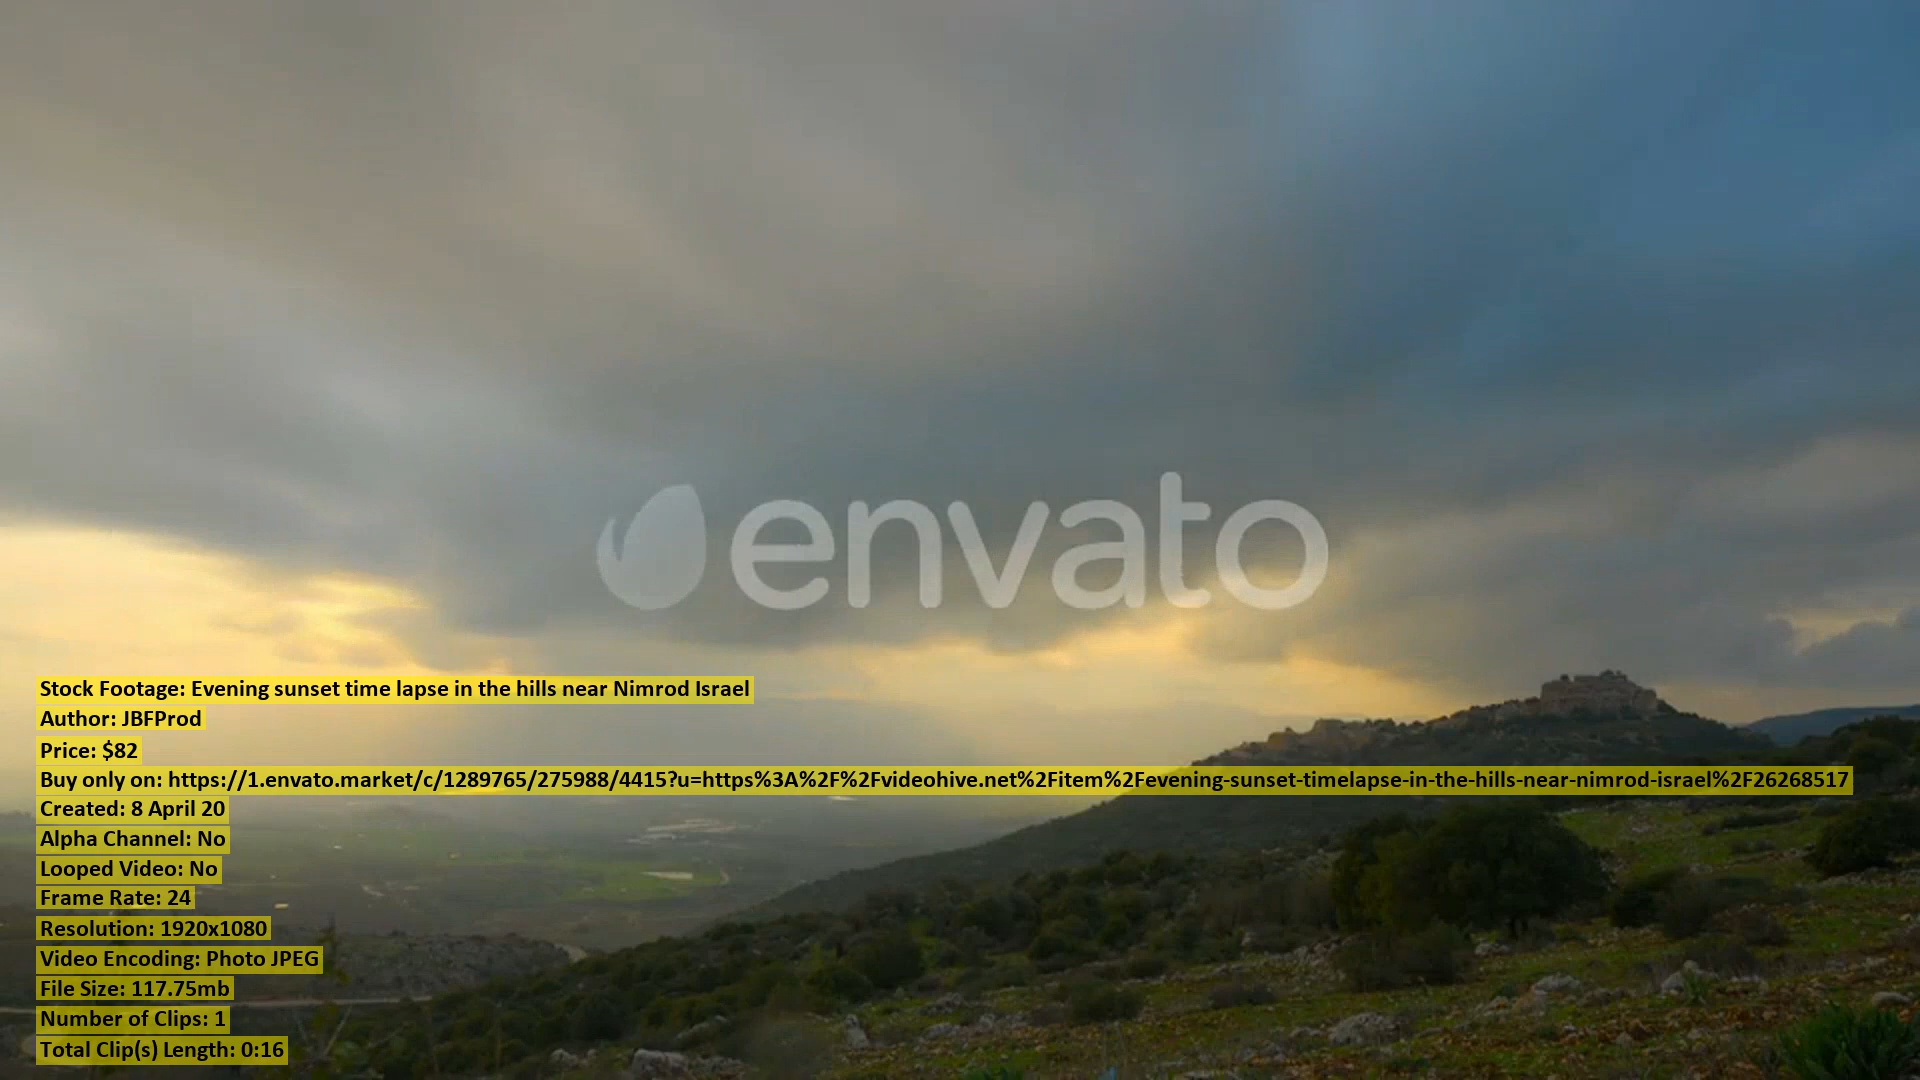 envato
Stock Footage: Evening sunset time lapse in the hills near Nimrod Israel
Author: JBFProd
Price: $82
Buy only on: https://1.envato.market/c/1289765/275988/4415?u=https%3A%2F%2Fvideohive.net%2Fitem%2Fevening-sunset-timelapse-in-the-hills-near-nimrod-israel%2F26268517
Created: 8 April 20
Alpha Channel: No
Looped Video: No
Frame Rate: 24
Resolution: 1920x1080
Video Encoding: Photo JPEG
File Size: 117.75mb
Number of Clips: 1
Total Clip(s) Length: 0:16